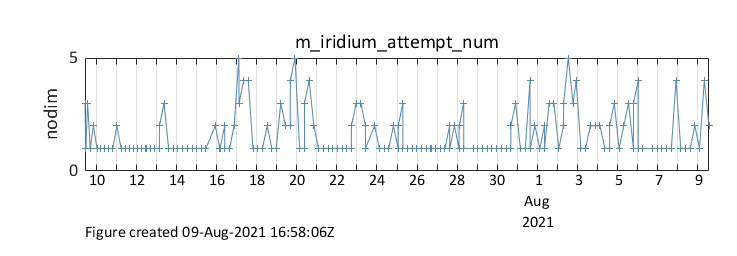 m_iridium_attempt_num
5
nodim
0
10 12 14 16 18 20 22 24 26 28 30 1 3 5 7 9
Aug
2021
Figure created 09-Aug-2021 16:58:06Z